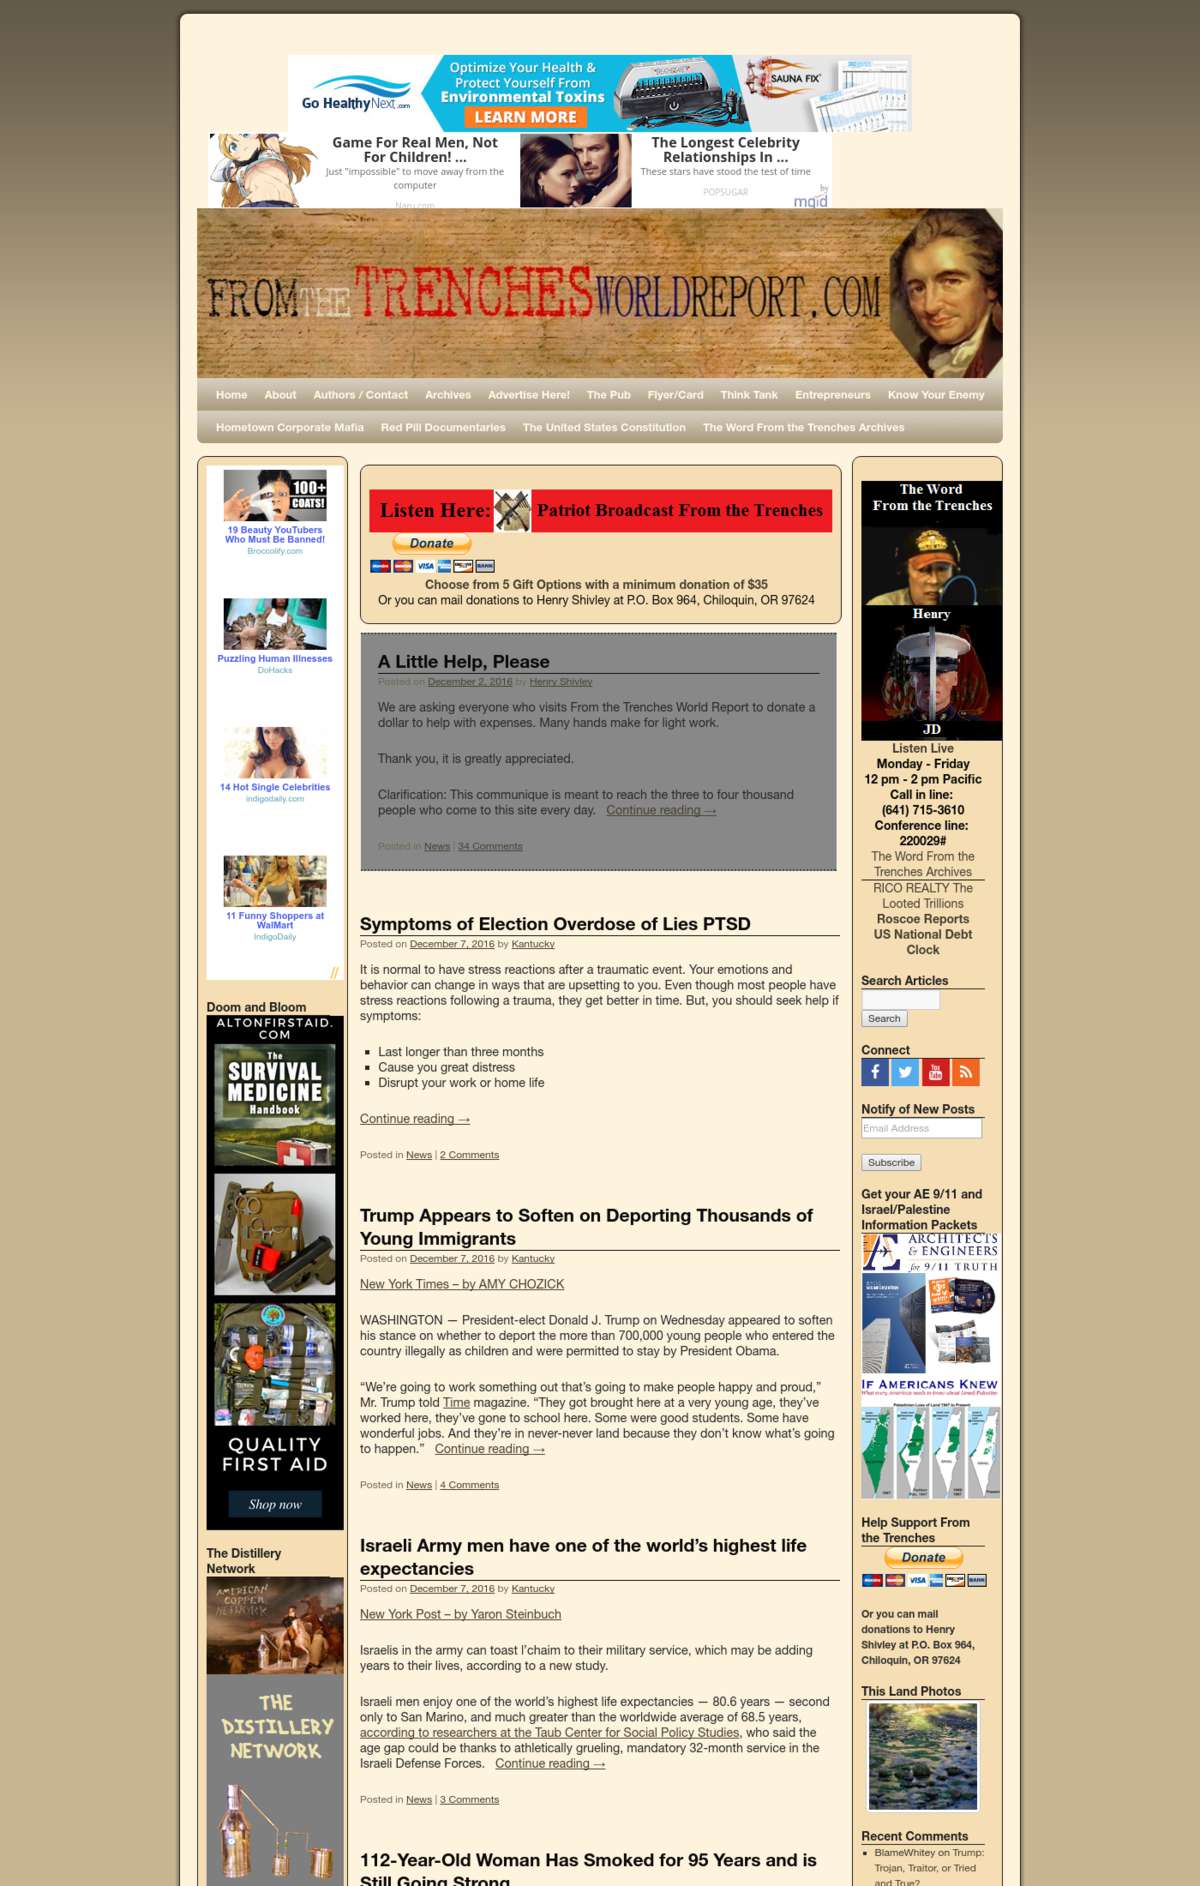 Go HealthyNext.com
Optimize Your Health &
Protect Yourself From
Environmental Toxins
LEARN MORE
SAUNA FIX
Game For Real Men, Not
For Children! ...
Just "impossible" to move away from the
computer
Naru.com
The Longest Celebrity
Relationships In ...
These stars have stood the test of time
POPSUGAR
by
mgid
FROM THE TRENCHES WORLD REPORT.COM
Home About Authors / Contact Archives Advertise Here! The Pub Flyer/Card Think Tank Entrepreneurs Know Your Enemy
Hometown Corporate Mafia Red Pill Documentaries The United States Constitution The Word From the Trenches Archives
100+
COATS!
19 Beauty YouTubers
Who Must Be Banned!
Broccolify.com
Puzzling Human Illnesses
DoHacks
14 Hot Single Celebrities
indigodaily.com
11 Funny Shoppers at
WalMart
IndigoDaily
Doom and Bloom
ALTONFIRSTAID.
COM
The
SURVIVAL
MEDICINE
Handbook
QUALITY
FIRST AID
Shop now
The Distillery
Network
AMERICAN
COPPER
NETWORK
THE
DISTILLERY
NETWORK
Listen Here: Patriot Broadcast From the Trenches
Donate
VISA
BANK
Choose from 5 Gift Options with a minimum donation of $35
Or you can mail donations to Henry Shivley at P.O. Box 964, Chiloquin, OR 97624
A Little Help, Please
Posted on December 2, 2016 by Henry Shivley
We are asking everyone who visits From the Trenches World Report to donate a
dollar to help with expenses. Many hands make for light work.
Thank you, it is greatly appreciated.
Clarification: This communique is meant to reach the three to four thousand
people who come to this site every day. Continue reading →
Posted in News | 34 Comments
Symptoms of Election Overdose of Lies PTSD
Posted on December 7, 2016 by Kantucky
It is normal to have stress reactions after a traumatic event. Your emotions and
behavior can change in ways that are upsetting to you. Even though most people have
stress reactions following a trauma, they get better in time. But, you should seek help if
symptoms:
Last longer than three months
Cause you great distress
Disrupt your work or home life
Continue reading →
Posted in News | 2 Comments
Trump Appears to Soften on Deporting Thousands of
Young Immigrants
Posted on December 7, 2016 by Kantucky
New York Times – by AMY CHOZICK
WASHINGTON — President-elect Donald J. Trump on Wednesday appeared to soften
his stance on whether to deport the more than 700,000 young people who entered the
country illegally as children and were permitted to stay by President Obama.
“We’re going to work something out that’s going to make people happy and proud,”
Mr. Trump told Time magazine. “They got brought here at a very young age, they’ve
worked here, they’ve gone to school here. Some were good students. Some have
wonderful jobs. And they’re in never-never land because they don’t know what’s going
to happen.” Continue reading →
Posted in News | 4 Comments
Israeli Army men have one of the world’s highest life
expectancies
Posted on December 7, 2016 by Kantucky
New York Post – by Yaron Steinbuch
Israelis in the army can toast l’chaim to their military service, which may be adding
years to their lives, according to a new study.
Israeli men enjoy one of the world’s highest life expectancies — 80.6 years — second
only to San Marino, and much greater than the worldwide average of 68.5 years,
according to researchers at the Taub Center for Social Policy Studies, who said the
age gap could be thanks to athletically grueling, mandatory 32-month service in the
Israeli Defense Forces. Continue reading →
Posted in News | 3 Comments
112-Year-Old Woman Has Smoked for 95 Years and is
Still Going Strong
The Word
From the Trenches
Henry
JD
Listen Live
Monday - Friday
12 pm - 2 pm Pacific
Call in line:
(641) 715-3610
Conference line:
220029#
The Word From the
Trenches Archives
RICO REALTY The
Looted Trillions
Roscoe Reports
US National Debt
Clock
Search Articles
Search
Connect
You
Tube
Notify of New Posts
Email Address
Subscribe
Get your AE 9/11 and
Israel/Palestine
Information Packets
ARCHITECTS
& ENGINEERS
for 9/11 TRUTH
IF AMERICANS KNEW
What every American needs to know about Israel/Palestine
Palestinian Loss of Land 1947 to Present
ISRAEL
ISRAEL
ISRAEL
Help Support From
the Trenches
Donate
VISA
BANK
Or you can mail
donations to Henry
Shivley at P.O. Box 964,
Chiloquin, OR 97624
This Land Photos
Recent Comments
BlameWhitey on Trump:
Trojan, Traitor, or Tried
and True?